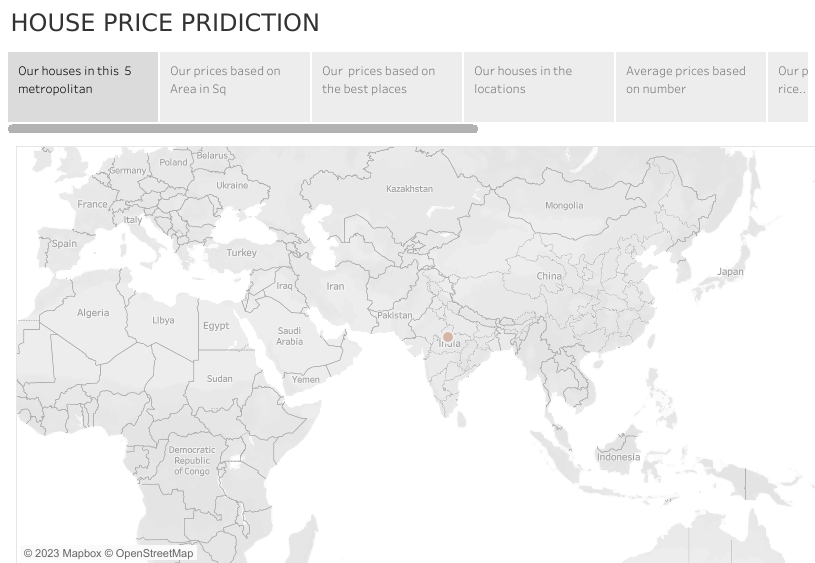 HOUSE PRICE PRIDICTION
Our houses in this 5
metropolitan
Our prices based on
Area in Sq
Our prices based on
the best places
Our houses in the
locations
Average prices based
on number
Our p
rice..
Belarus
Poland
Germany
Ukraine
Kazakhstan
France
Mongolia
Italy
Spain
Turkey
China
Japan
Iraq
Iran
Algeria
Libya
Egypt
Pakistan
Saudi
Arabia
India
Sudan
Yemen
Democratic
Republic
of Congo
Indonesia
© 2023 Mapbox © OpenStreetMap